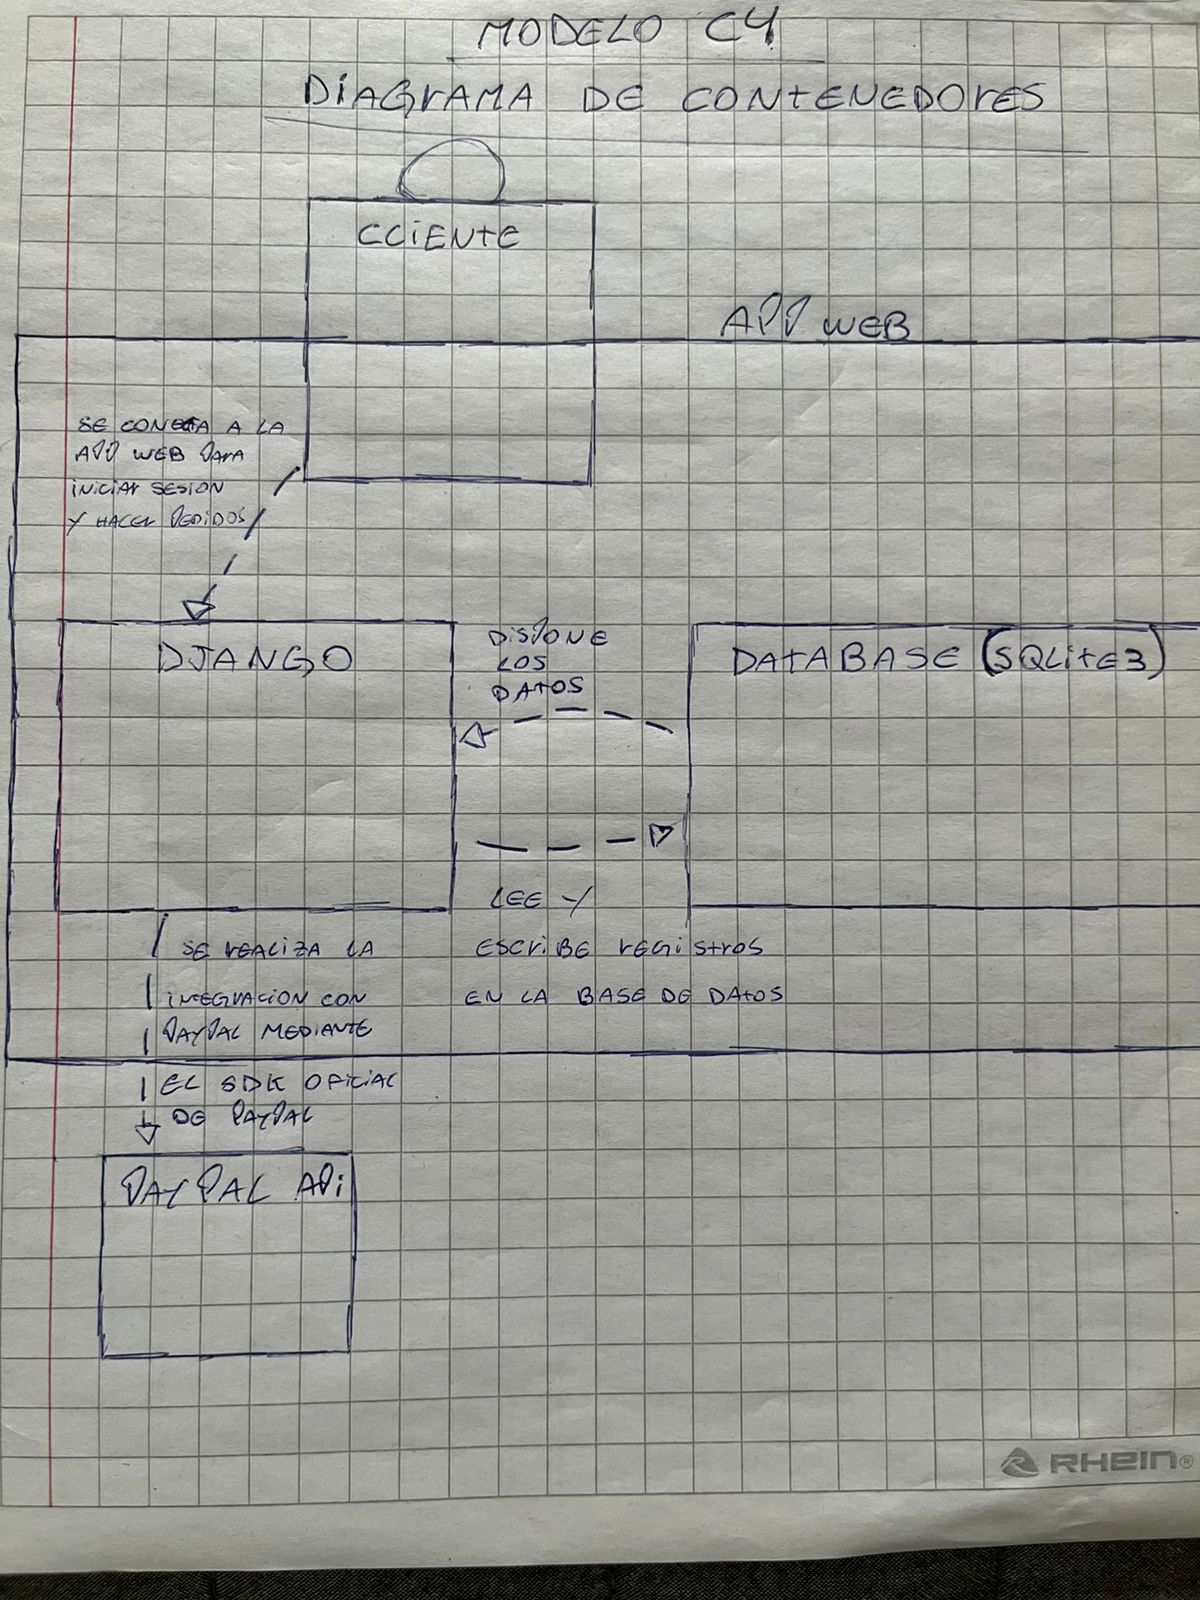 MODELO C4
DIAGRAMA DE CONTENEDORES
CLIENTE
APP WEB
SE CONECTA A LA
APP WEB PARA
INICIAR SESION
Y HACER PEDIDOS
DJANGO
DISPONE
LOS
DATOS
DATABASE (SQLITE3)
LEE Y
ESCRIBE REGISTROS
EN LA BASE DE DATOS
SE REALIZA LA
INTEGRACION CON
PAYPAL MEDIANTE
EL SDK OFICIAL
DE PAYPAL
PAYPAL API
RHEIN®